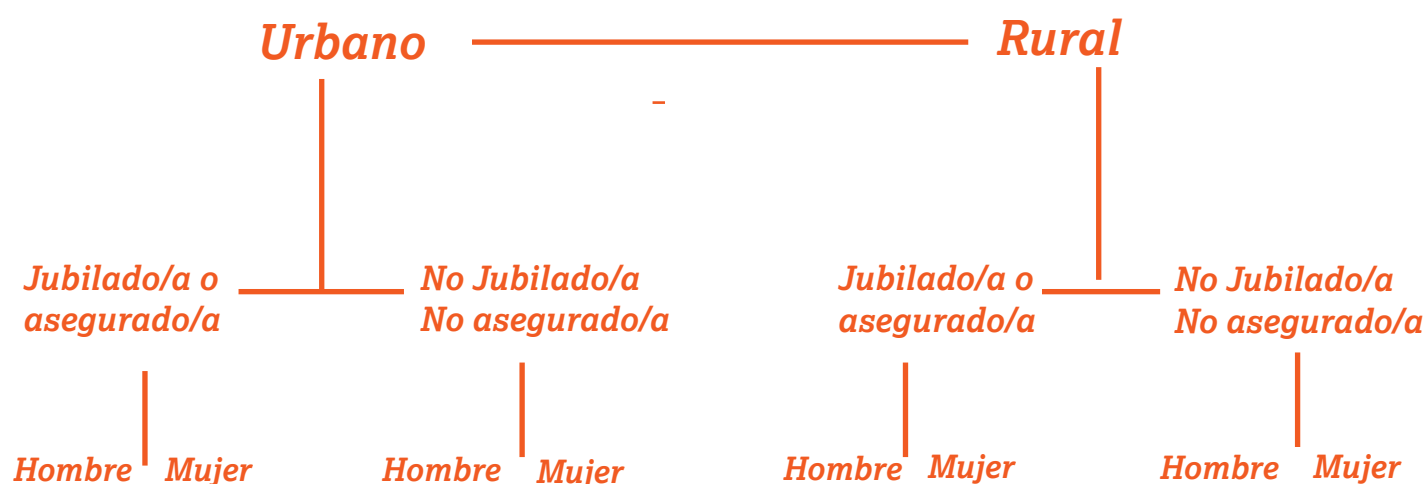 Urbano Rural
–
Jubilado/a o No Jubilado/a Jubilado/a o No Jubilado/a
asegurado/a No asegurado/a asegurado/a No asegurado/a
Hombre Mujer Hombre Mujer Hombre Mujer Hombre Mujer